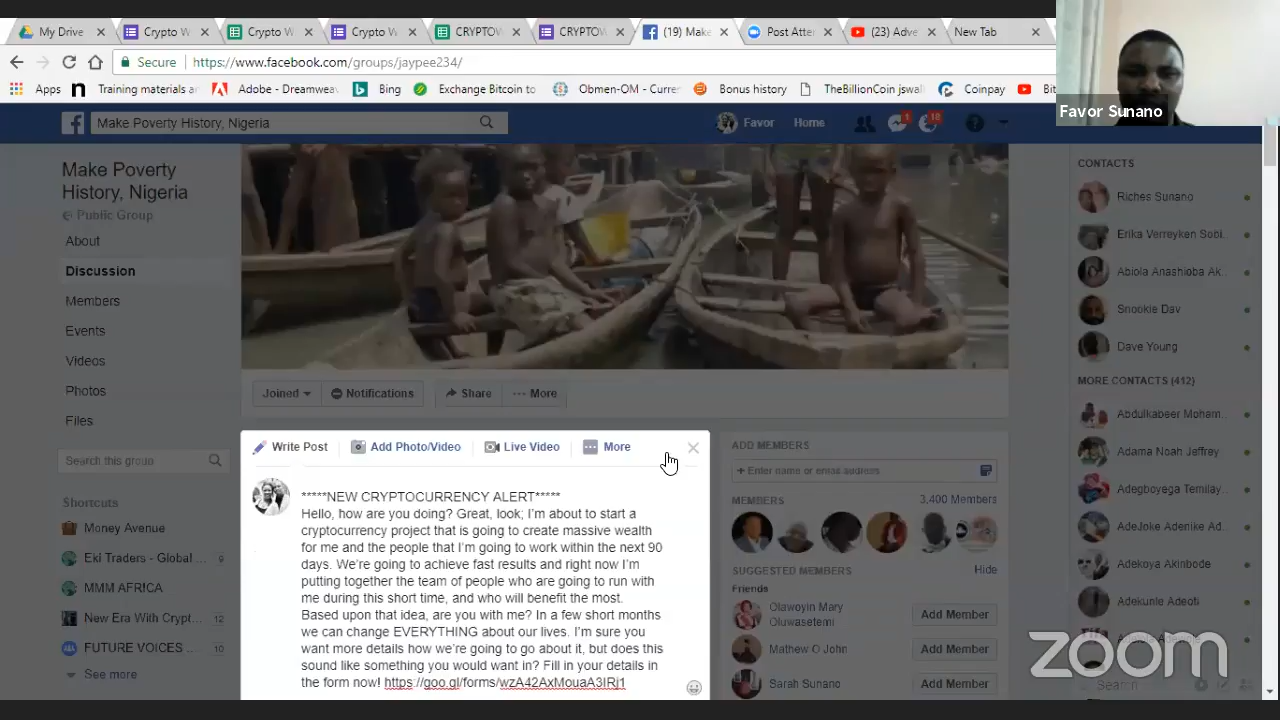 My Drive
Crypto W
Crypto W
Crypto W
CRYPTOV
CRYPTOW
(19) Make
Post Atte
(23) Adve
New Tab
Secure
https://www.facebook.com/groups/jaypee234/
Apps
Training materials a
Adobe - Dreamwea
Bing
Exchange Bitcoin to
Obmen-OM - Curre
Bonus history
TheBillionCoin jswall
Coinpay
Bit
Favor Sunano
Make Poverty History, Nigeria
Favor
Home
1
18
Make Poverty
History, Nigeria
Public Group
About
Discussion
Members
Events
Videos
Photos
Files
Search this group
Shortcuts
Money Avenue
Eki Traders - Global
9
MMM AFRICA
New Era With Crypt...
12
FUTURE VOICES ...
10
See more
Joined
Notifications
Share
More
Write Post
Add Photo/Video
Live Video
More
*****NEW CRYPTOCURRENCY ALERT*****
Hello, how are you doing? Great, look; I'm about to start a
cryptocurrency project that is going to create massive wealth
for me and the people that I'm going to work within the next 90
days. We're going to achieve fast results and right now I'm
putting together the team of people who are going to run with
me during this short time, and who will benefit the most.
Based upon that idea, are you with me? In a few short months
we can change EVERYTHING about our lives. I'm sure you
want more details how we're going to go about it, but does this
sound like something you would want in? Fill in your details in
the form now! https://goo.gl/forms/wzA42AxMouaA3IRj1
ADD MEMBERS
+ Enter name or email address
MEMBERS
3,400 Members
SUGGESTED MEMBERS
Hide
Friends
Olawoyin Mary
Oluwasetemi
Add Member
Mathew O John
Add Member
Sarah Sunano
Add Member
CONTACTS
Riches Sunano
Erika Verreyken Sobi..
Abiola Anashioba Ak..
Snookie Dav
Dave Young
MORE CONTACTS (412)
Abdulkabeer Moham..
Adama Noah Jeffrey
Adegboyega Temilay..
AdeJoke Adenike Ad..
Adekoya Akinbode
Adekunle Adeoti
Search
zoom